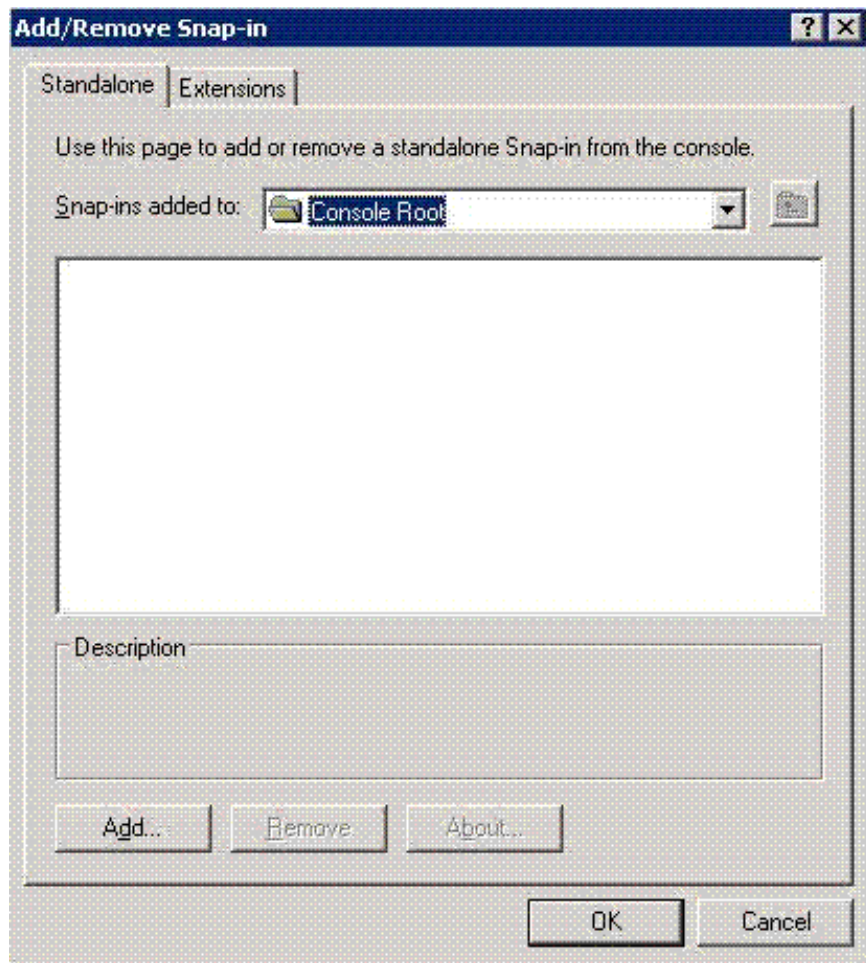 Add/Remove Snap-in
Standalone Extensions
Use this page to add or remove a standalone Snap-in from the console.
Snap-ins added to: Console Root
Description
Add... Remove About...
OK Cancel